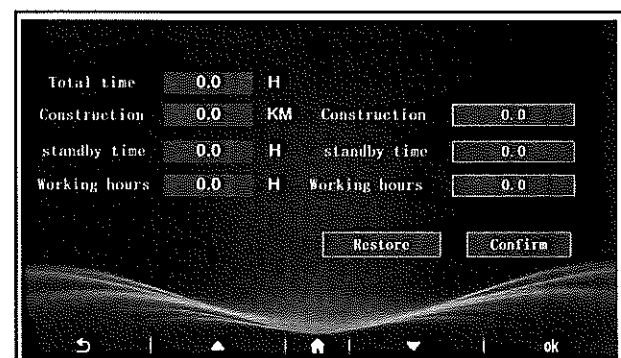 Total time 0.0 H
Construction 0.0 KM Construction 0.0
standby time 0.0 H standby time 0.0
Working hours 0.0 H Working hours 0.0
Restore Confirm
ok